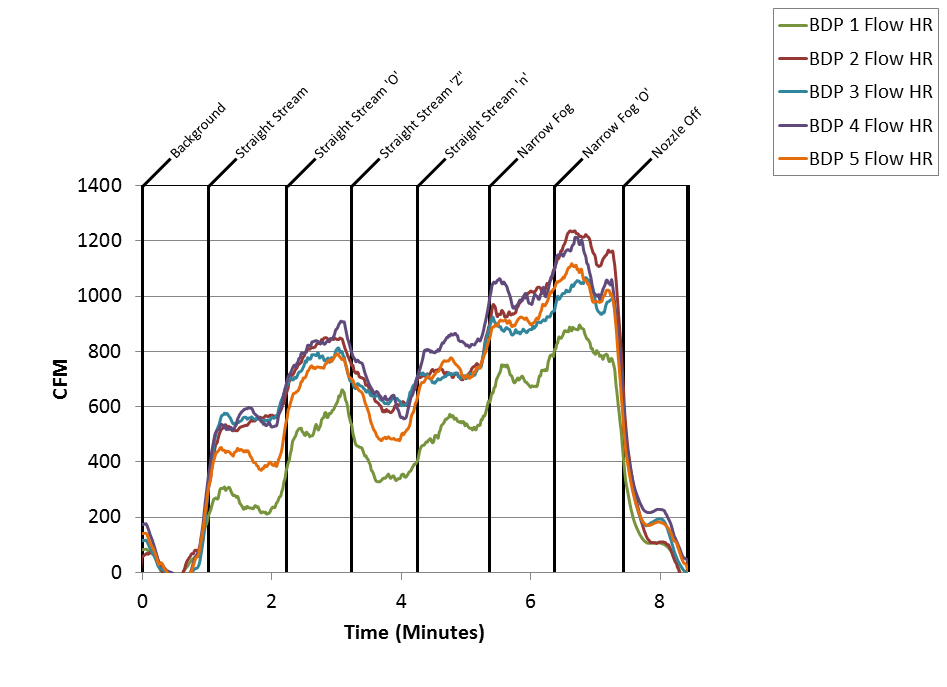 BDP 1 Flow HR
BDP 2 Flow HR
BDP 3 Flow HR
BDP 4 Flow HR
BDP 5 Flow HR
Background
Straight Stream
Straight Stream 'O'
Straight Stream 'Z"
Straight Stream 'n'
Narrow Fog
Narrow Fog 'O'
Nozzle Off
1400
1200
1000
800
600
400
200
0
CFM
0 2 4 6 8
Time (Minutes)